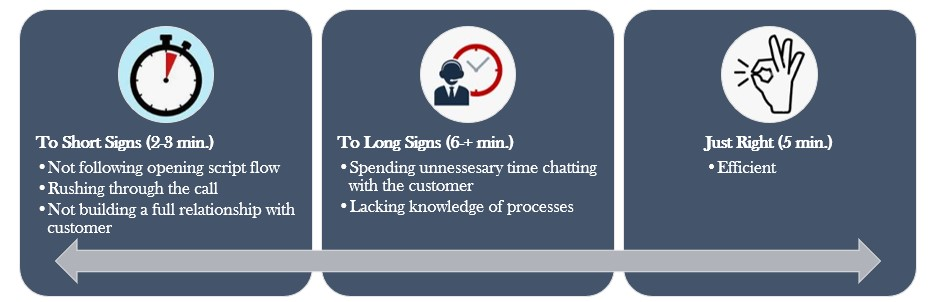 To Short Signs (2-3 min.)
• Not following opening script flow
• Rushing through the call
• Not building a full relationship with
customer
To Long Signs (6-+ min.)
• Spending unnessesary time chatting
with the customer
• Lacking knowledge of processes
Just Right (5 min.)
• Efficient